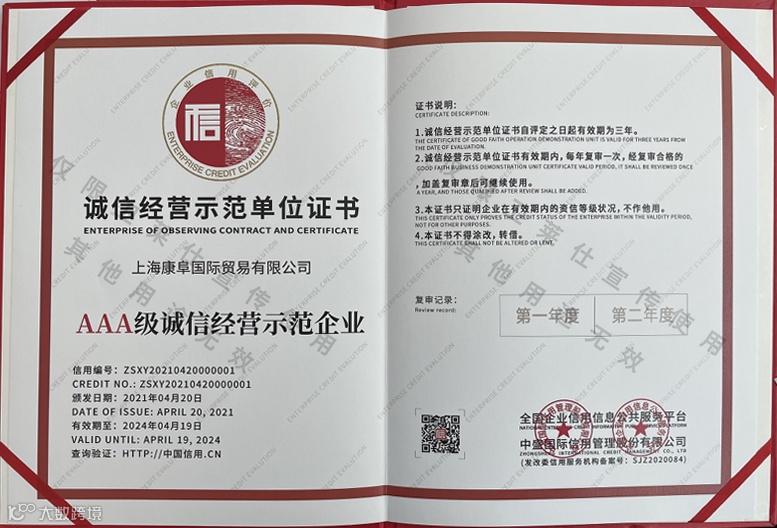 企业信用评价
信
ENTERPRISE CREDIT EVALUATION
诚信经营示范单位证书
ENTERPRISE OF OBSERVING CONTRACT AND CERTIFICATE
上海康阜国际贸易有限公司
AAA级诚信经营示范企业
信用编号：ZSXY20210420000001
CREDIT NO.: ZSXY20210420000001
颁发日期：2021年04月20日
DATE OF ISSUE: APRIL 20, 2021
有效期至：2024年04月19日
VALID UNTIL: APRIL 19, 2024
查询验证：HTTP://中国信用.CN
证书说明：
CERTIFICATE DESCRIPTION:
1.诚信经营示范单位证书自评定之日起有效期为三年。
THE CERTIFICATE OF GOOD FAITH OPERATION DEMONSTRATION UNIT IS VALID FOR THREE YEARS FROM
THE DATE OF EVALUATION.
2.诚信经营示范单位证书有效期内，每年复审一次，经复审合格的
GOOD FAITH BUSINESS DEMONSTRATION UNIT CERTIFICATE VALIDITY PERIOD, IT SHALL BE REVIEWED ONCE
，加盖复审章后可继续使用。
A YEAR, AND THOSE QUALIFIED AFTER REVIEW SHALL BE ADDED.
3.本证书只证明企业在有效期内的资信等级状况，不作他用。
THIS CERTIFICATE ONLY PROVES THE CREDIT STATUS OF THE ENTERPRISE WITHIN THE VALIDITY PERIOD,
NOT FOR OTHER PURPOSES.
4.本证书不得涂改，转借。
THIS CERTIFICATE SHALL NOT BE ALTERED OR LENT.
复审记录：
Review record:
第一年度
第二年度
全国企业信用信息公共服务平台
NATIONAL ENTERPRISE CREDIT INFORMATION PUBLIC SERVICE PLATFORM
中盛国际信用管理股份有限公司
ZHONGSHENG INTERNATIONAL CREDIT MANAGEMENT CO., LTD
(发改委信用服务机构备案号：SJZ2020084)
大数跨境